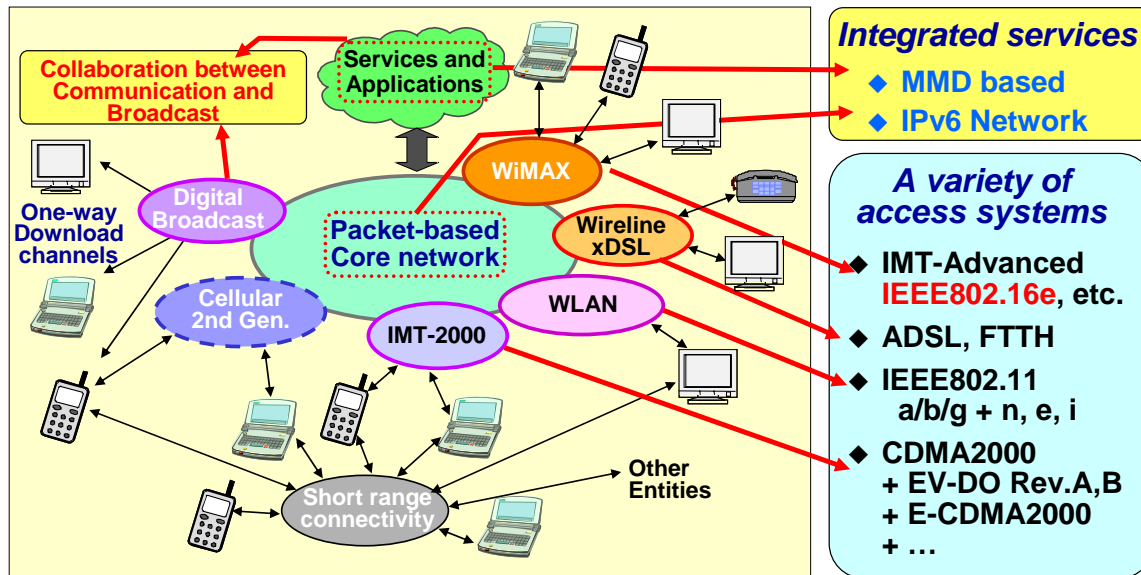 Collaboration between
Communication and
Broadcast
Services and
Applications
WiMAX
Digital
Broadcast
One-way
Download
channels
Packet-based
Core network
Wireline
xDSL
Cellular
2nd Gen.
WLAN
IMT-2000
Short range
connectivity
Other
Entities
Integrated services
◆ MMD based
◆ IPv6 Network
A variety of
access systems
◆ IMT-Advanced
IEEE802.16e, etc.
◆ ADSL, FTTH
◆ IEEE802.11
a/b/g + n, e, i
◆ CDMA2000
+ EV-DO Rev.A,B
+ E-CDMA2000
+ …